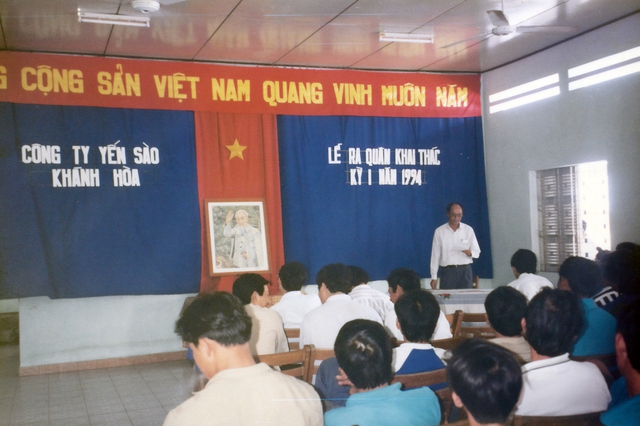 CỘNG SẢN VIỆT NAM QUANG VINH MUÔN NĂM
CÔNG TY YẾN SÀO
KHÁNH HÒA
LỄ RA QUÂN KHAI THÁC
KỲ 1 NĂM 1994